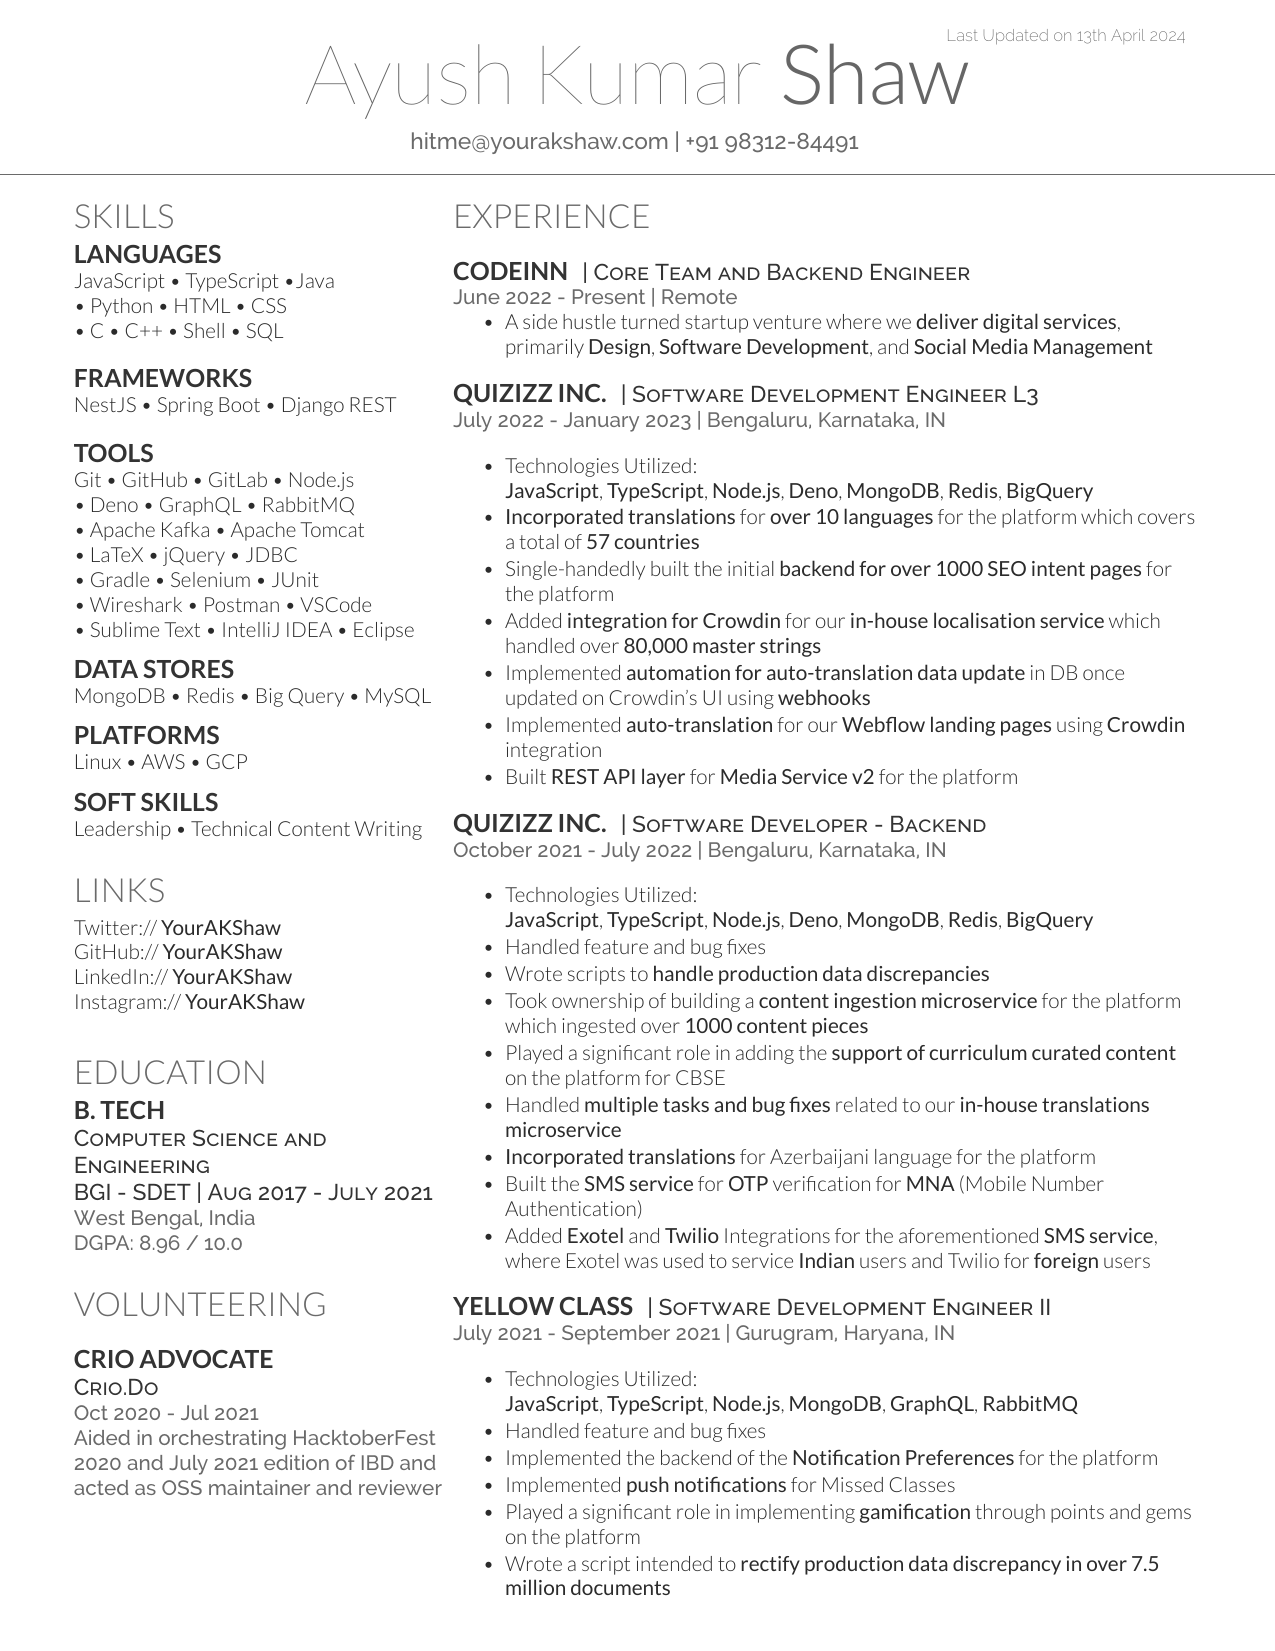 Last Updated on 13th April 2024
Ayush Kumar Shaw
hitme@yourakshaw.com | +91 98312-84491
SKILLS
LANGUAGES
JavaScript • TypeScript •Java
• Python • HTML • CSS
• C • C++ • Shell • SQL
FRAMEWORKS
NestJS • Spring Boot • Django REST
TOOLS
Git • GitHub • GitLab • Node.js
• Deno • GraphQL • RabbitMQ
• Apache Kafka • Apache Tomcat
• LaTeX • jQuery • JDBC
• Gradle • Selenium • JUnit
• Wireshark • Postman • VSCode
• Sublime Text • IntelliJ IDEA • Eclipse
DATA STORES
MongoDB • Redis • Big Query • MySQL
PLATFORMS
Linux • AWS • GCP
SOFT SKILLS
Leadership • Technical Content Writing
LINKS
Twitter:// YourAKShaw
GitHub:// YourAKShaw
LinkedIn:// YourAKShaw
Instagram:// YourAKShaw
EDUCATION
B. TECH
Computer Science and
Engineering
BGI - SDET | Aug 2017 - July 2021
West Bengal, India
DGPA: 8.96 / 10.0
VOLUNTEERING
CRIO ADVOCATE
Crio.Do
Oct 2020 - Jul 2021
Aided in orchestrating HacktoberFest
2020 and July 2021 edition of IBD and
acted as OSS maintainer and reviewer
EXPERIENCE
CODEINN | Core Team and Backend Engineer
June 2022 - Present | Remote
• A side hustle turned startup venture where we deliver digital services,
primarily Design, Software Development, and Social Media Management
QUIZIZZ INC. | Software Development Engineer L3
July 2022 - January 2023 | Bengaluru, Karnataka, IN
• Technologies Utilized:
JavaScript, TypeScript, Node.js, Deno, MongoDB, Redis, BigQuery
• Incorporated translations for over 10 languages for the platform which covers
a total of 57 countries
• Single-handedly built the initial backend for over 1000 SEO intent pages for
the platform
• Added integration for Crowdin for our in-house localisation service which
handled over 80,000 master strings
• Implemented automation for auto-translation data update in DB once
updated on Crowdin's UI using webhooks
• Implemented auto-translation for our Webflow landing pages using Crowdin
integration
• Built REST API layer for Media Service v2 for the platform
QUIZIZZ INC. | Software Developer - Backend
October 2021 - July 2022 | Bengaluru, Karnataka, IN
• Technologies Utilized:
JavaScript, TypeScript, Node.js, Deno, MongoDB, Redis, BigQuery
• Handled feature and bug fixes
• Wrote scripts to handle production data discrepancies
• Took ownership of building a content ingestion microservice for the platform
which ingested over 1000 content pieces
• Played a significant role in adding the support of curriculum curated content
on the platform for CBSE
• Handled multiple tasks and bug fixes related to our in-house translations
microservice
• Incorporated translations for Azerbaijani language for the platform
• Built the SMS service for OTP verification for MNA (Mobile Number
Authentication)
• Added Exotel and Twilio Integrations for the aforementioned SMS service,
where Exotel was used to service Indian users and Twilio for foreign users
YELLOW CLASS | Software Development Engineer II
July 2021 - September 2021 | Gurugram, Haryana, IN
• Technologies Utilized:
JavaScript, TypeScript, Node.js, MongoDB, GraphQL, RabbitMQ
• Handled feature and bug fixes
• Implemented the backend of the Notification Preferences for the platform
• Implemented push notifications for Missed Classes
• Played a significant role in implementing gamification through points and gems
on the platform
• Wrote a script intended to rectify production data discrepancy in over 7.5
million documents